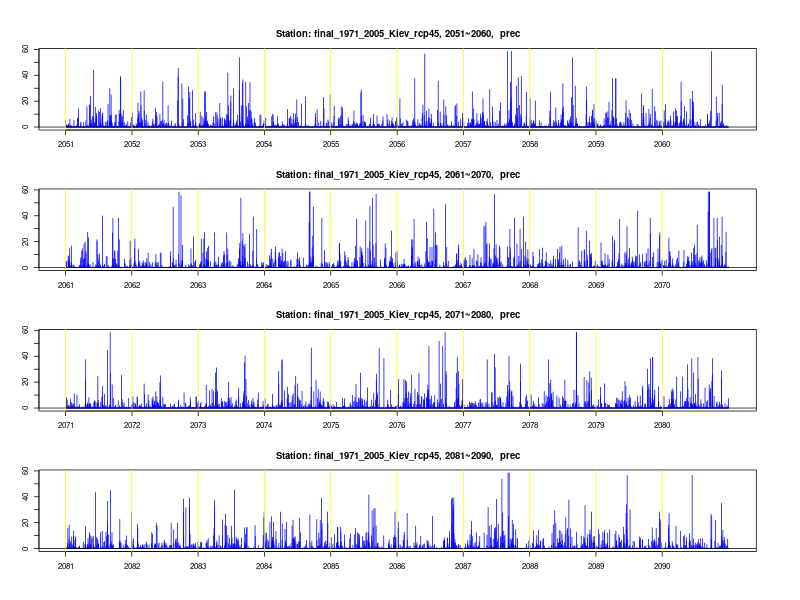 Station: final_1971_2005_Kiev_rcp45, 2051~2060, prec
60
40
20
0
2051 2052 2053 2054 2055 2056 2057 2058 2059 2060
Station: final_1971_2005_Kiev_rcp45, 2061~2070, prec
60
40
20
0
2061 2062 2063 2064 2065 2066 2067 2068 2069 2070
Station: final_1971_2005_Kiev_rcp45, 2071~2080, prec
60
40
20
0
2071 2072 2073 2074 2075 2076 2077 2078 2079 2080
Station: final_1971_2005_Kiev_rcp45, 2081~2090, prec
60
40
20
0
2081 2082 2083 2084 2085 2086 2087 2088 2089 2090